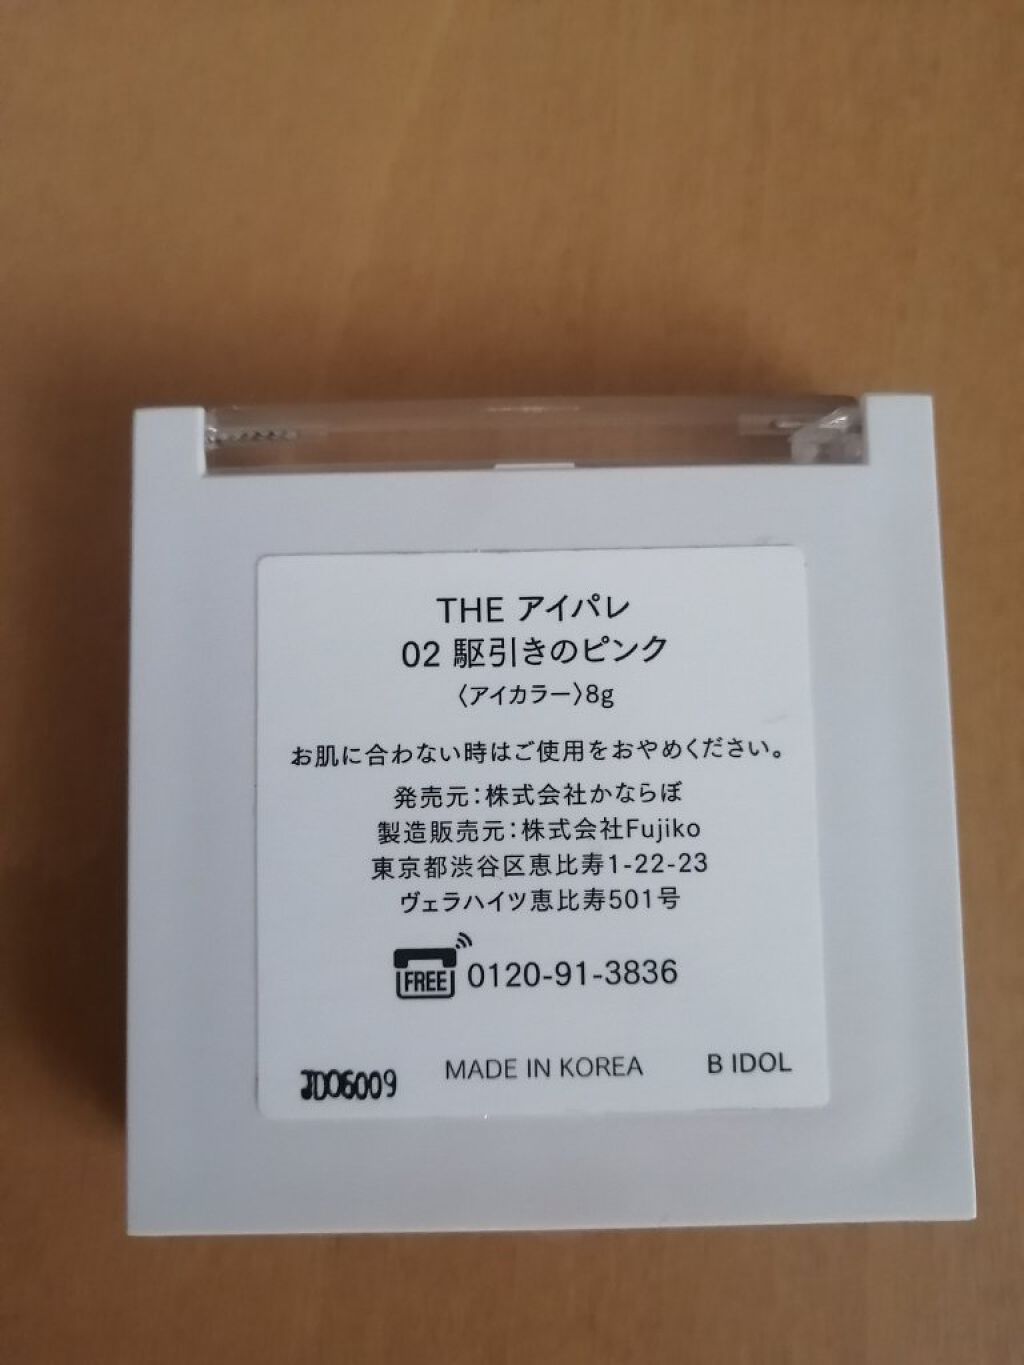 THE アイパレ
02 駆引きのピンク
〈アイカラー〉8g
お肌に合わない時はご使用をおやめください。
発売元:株式会社かならぼ
製造販売元:株式会社Fujiko
東京都渋谷区恵比寿1-22-23
ヴェラハイツ恵比寿501号
FREE 0120-91-3836
JD06009 MADE IN KOREA B IDOL